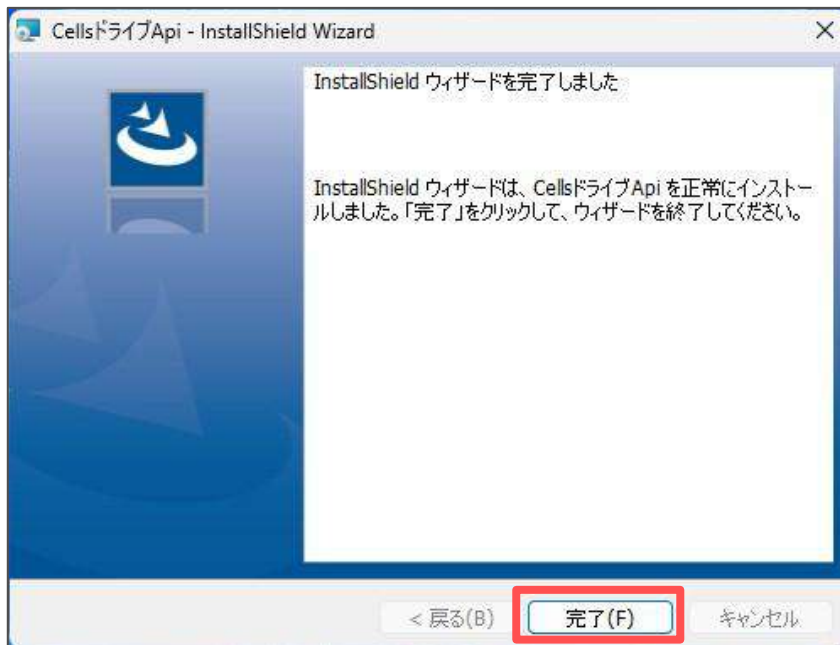 CellsドライブApi - InstallShield Wizard
InstallShield ウィザードを完了しました
InstallShield ウィザードは、CellsドライブApi を正常にインストー
ルしました。「完了」をクリックして、ウィザードを終了してください。
< 戻る(B) 完了(F) キャンセル